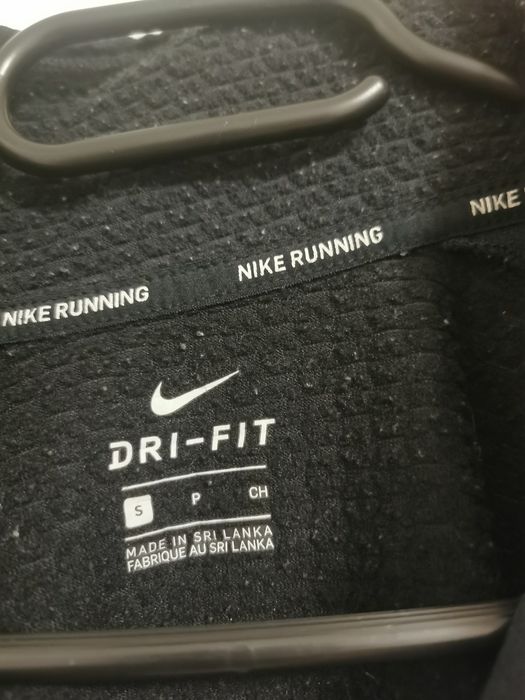 NIKE
NIKE RUNNING
NIKE RUNNING
DRI-FIT
S P CH
MADE IN SRI LANKA
FABRIQUE AU SRI LANKA